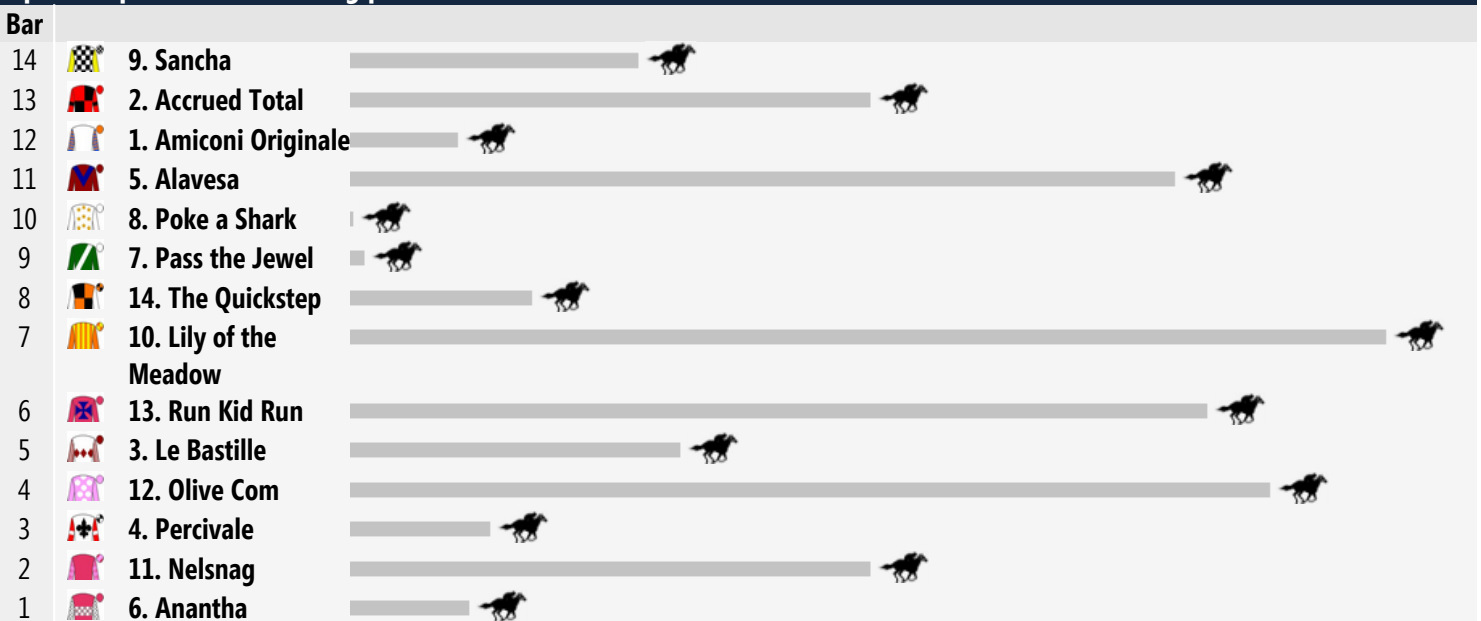 Bar
14 9. Sancha
13 2. Accrued Total
12 1. Amiconi Originale
11 5. Alavesa
10 8. Poke a Shark
9 7. Pass the Jewel
8 14. The Quickstep
7 10. Lily of the
Meadow
6 13. Run Kid Run
5 3. Le Bastille
4 12. Olive Com
3 4. Percivale
2 11. Nelsnag
1 6. Anantha